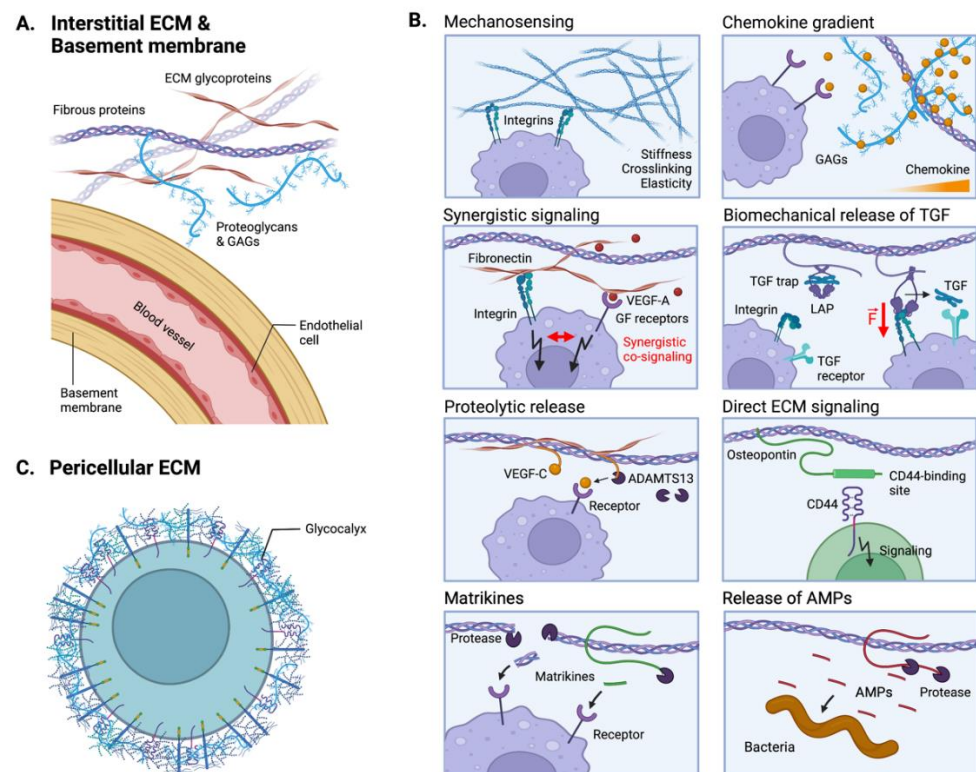 A. Interstitial ECM &
Basement membrane
ECM glycoproteins
Fibrous proteins
Proteoglycans
& GAGs
Blood vessel
Endothelial
cell
Basement
membrane
C. Pericellular ECM
Glycocalyx
B. Mechanosensing
Integrins
Stiffness
Crosslinking
Elasticity
Chemokine gradient
GAGs
Chemokine
Synergistic signaling
Fibronectin
VEGF-A
Integrin
GF receptors
Synergistic
co-signaling
Biomechanical release of TGF
TGF trap
LAP
TGF
Integrin
F
TGF
receptor
Proteolytic release
VEGF-C
ADAMTS13
Receptor
Direct ECM signaling
Osteopontin
CD44-binding
site
CD44
Signaling
Matrikines
Protease
Matrikines
Receptor
Release of AMPs
AMPs
Protease
Bacteria